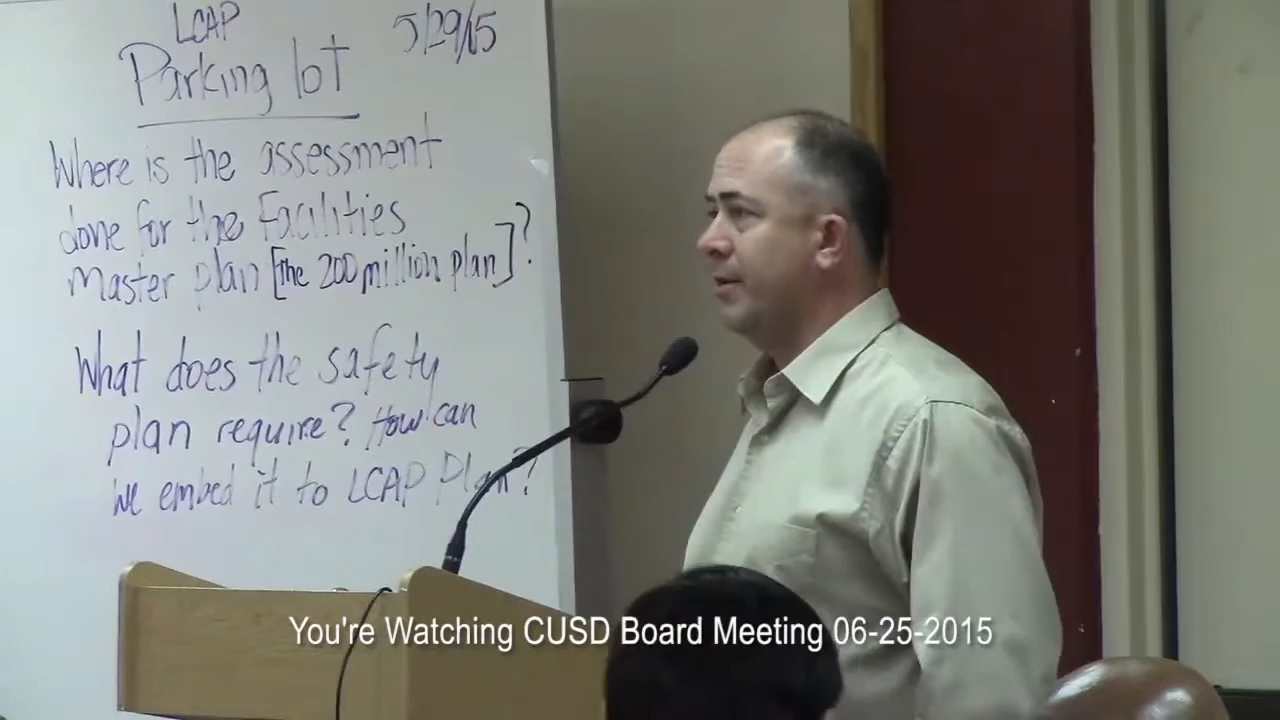 LCAP 5/29/15
Parking lot
Where is the assessment
done for the Facilities
Master plan [the 200 million plan]?
What does the safety
plan require? How can
we embed it to LCAP Plan?
You're Watching CUSD Board Meeting 06-25-2015